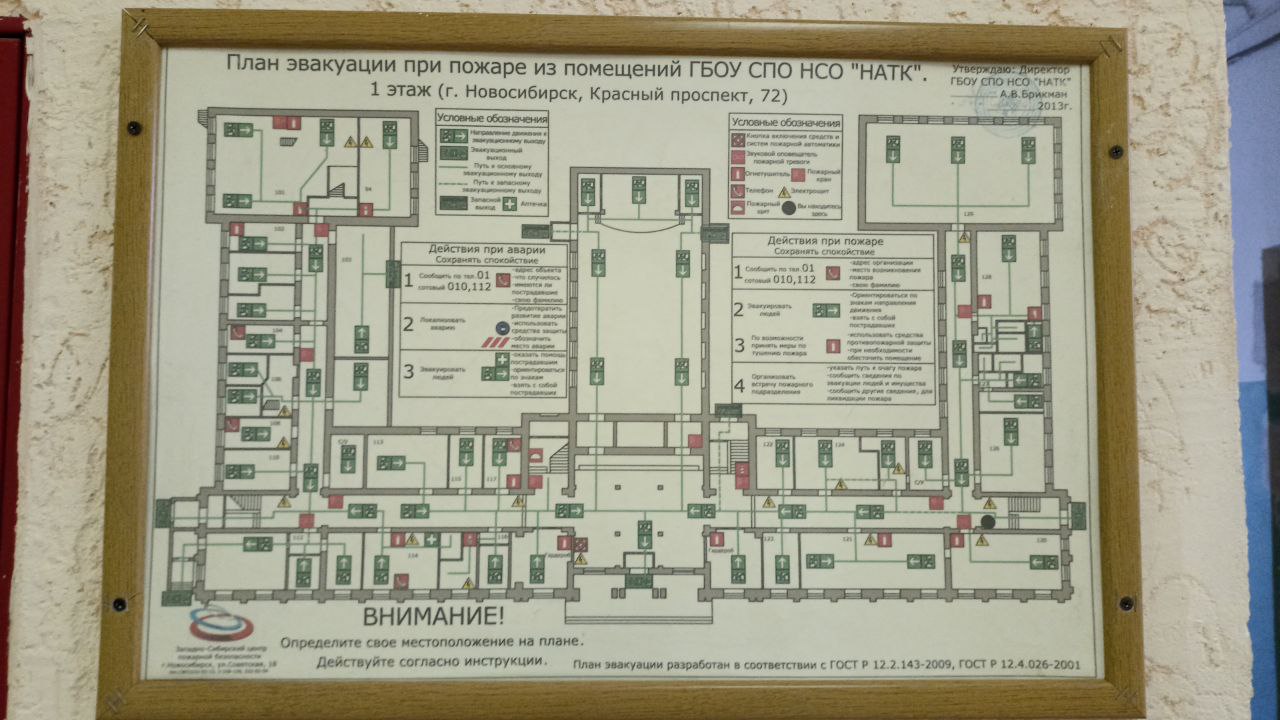 План эвакуации при пожаре из помещений ГБОУ СПО НСО "НАТК".
1 этаж (г. Новосибирск, Красный проспект, 72)
Утверждаю: Директор
ГБОУ СПО НСО "НАТК"
А.В.Брикман
2013г.
Условные обозначения
Направление движения к
эвакуационному выходу
Эвакуационный
выход
Путь к основному
эвакуационному выходу
Путь к запасному
эвакуационному выходу
Запасной
выход
Аптечка
Условные обозначения
Кнопка включения средств и
систем пожарной автоматики
Звуковой оповещатель
пожарной тревоги
Огнетушитель
Пожарный
кран
Телефон
Электрощит
Пожарный
щит
Вы находитесь
здесь
Действия при аварии
Сохранять спокойствие
1 Сообщить по тел.01
сотовый 010,112
-адрес объекта
-что случилось
-имеются ли
пострадавшие
-свою фамилию
2 Локализовать
аварию
-Предотвратить
развитие аварии
-использовать
средства защиты
-обозначить
место аварии
3 Эвакуировать
людей
-оказать помощь
пострадавшим
-ориентироваться
по знакам
-взять с собой
пострадавших
Действия при пожаре
Сохранять спокойствие
1 Сообщить по тел.01
сотовый 010,112
-адрес организации
-место возникновения
пожара
-свою фамилию
2 Эвакуировать
людей
-Ориентироваться по
знакам направления
движения
-взять с собой
пострадавших
3 По возможности
принять меры по
тушению пожара
-использовать средства
противопожарной защиты
-при необходимости
обесточить помещение
4 Организовать
встречу пожарного
подразделения
-указать путь к очагу пожара
-сообщить сведения по
эвакуации людей и имущества
-сообщить другие сведения, для
ликвидации пожара
101
94
102
103
104
106
108
110
С/У
113
115
117
112
114
116
Гардероб
Гардероб
122
124
С/У
123
121
120
126
128
129
ВНИМАНИЕ!
Определите свое местоположение на плане.
Действуйте согласно инструкции.
Западно-Сибирский центр
пожарной безопасности
г.Новосибирск, ул.Советская, 18
План эвакуации разработан в соответствии с ГОСТ Р 12.2.143-2009, ГОСТ Р 12.4.026-2001